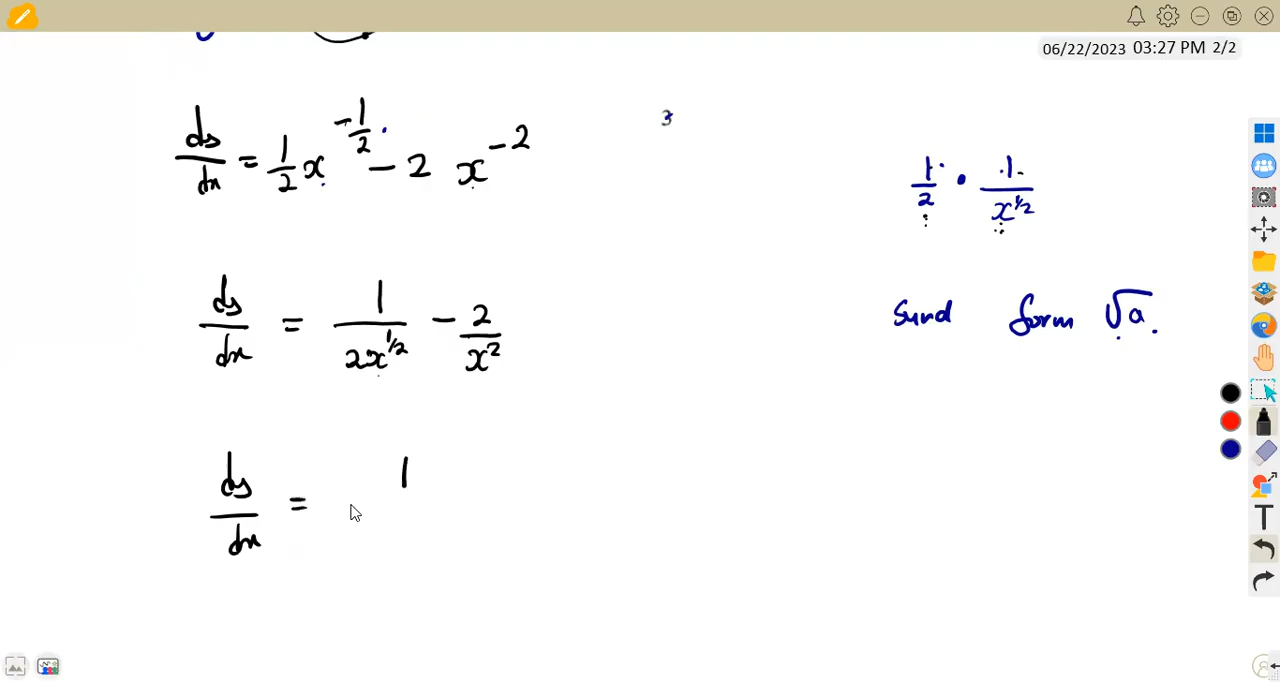 06/22/2023 03:27 PM 2/2
dy/dx = 1/2 x^(-1/2) - 2 x^(-2)
1/2 · 1/x^(1/2)
dy/dx = 1/(2x^(1/2)) - 2/x^2
Surd form √a.
dy/dx = 1
T